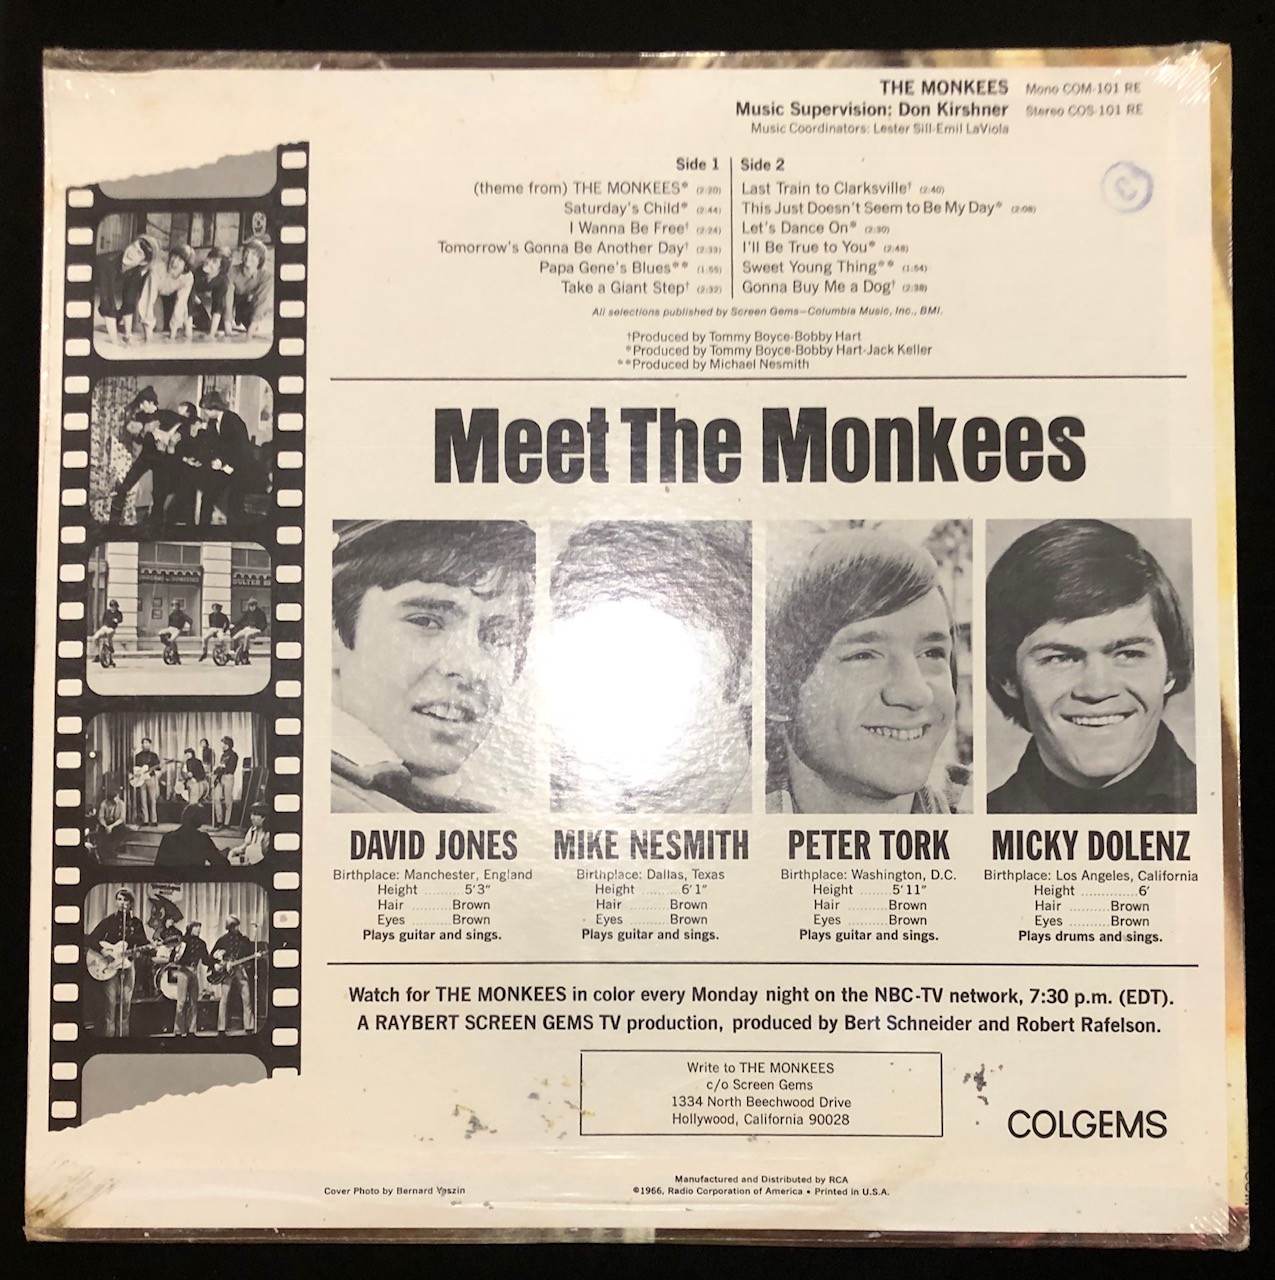 THE MONKEES Mono COM-101 RE
Music Supervision: Don Kirshner Stereo COS-101 RE
Music Coordinators: Lester Sill-Emil LaViola
Side 1
(theme from) THE MONKEES* (2:20)
Saturday's Child* (2:44)
I Wanna Be Free† (2:24)
Tomorrow's Gonna Be Another Day† (2:33)
Papa Gene's Blues** (1:55)
Take a Giant Step† (2:32)
Side 2
Last Train to Clarksville† (2:40)
This Just Doesn't Seem to Be My Day* (2:08)
Let's Dance On* (2:30)
I'll Be True to You* (2:48)
Sweet Young Thing** (1:54)
Gonna Buy Me a Dog† (2:38)
All selections published by Screen Gems—Columbia Music, Inc., BMI.
†Produced by Tommy Boyce-Bobby Hart
*Produced by Tommy Boyce-Bobby Hart-Jack Keller
**Produced by Michael Nesmith
C
Meet The Monkees
DAVID JONES
Birthplace: Manchester, England
Height ......... 5'3"
Hair ......... Brown
Eyes ......... Brown
Plays guitar and sings.
MIKE NESMITH
Birthplace: Dallas, Texas
Height ......... 6'1"
Hair ......... Brown
Eyes ......... Brown
Plays guitar and sings.
PETER TORK
Birthplace: Washington, D.C.
Height ......... 5'11"
Hair ......... Brown
Eyes ......... Brown
Plays guitar and sings.
MICKY DOLENZ
Birthplace: Los Angeles, California
Height ......... 6'
Hair ......... Brown
Eyes ......... Brown
Plays drums and sings.
Watch for THE MONKEES in color every Monday night on the NBC-TV network, 7:30 p.m. (EDT).
A RAYBERT SCREEN GEMS TV production, produced by Bert Schneider and Robert Rafelson.
Write to THE MONKEES
c/o Screen Gems
1334 North Beechwood Drive
Hollywood, California 90028
COLGEMS
Manufactured and Distributed by RCA
©1966, Radio Corporation of America • Printed in U.S.A.
Cover Photo by Bernard Yeszin